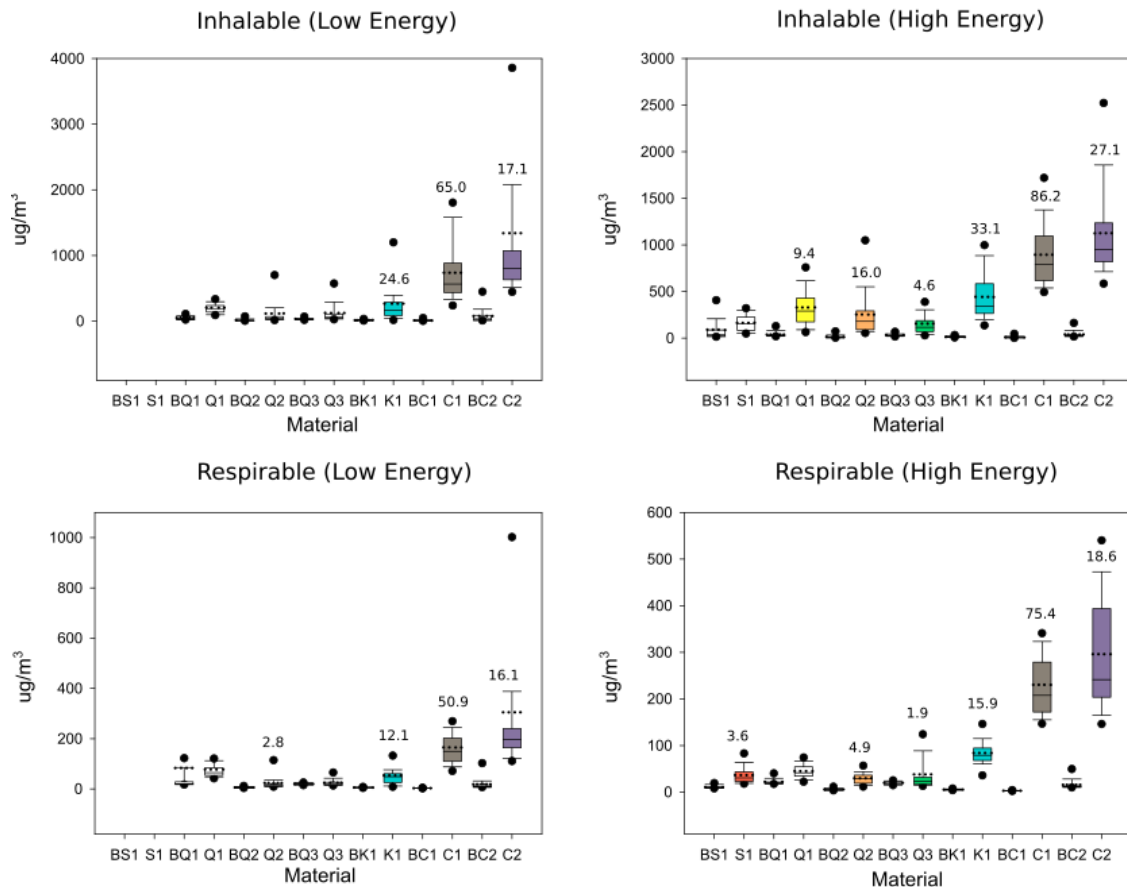 Inhalable (Low Energy)
4000
3000
2000
1000
0
ug/m³
65.0
17.1
24.6
BS1 S1 BQ1 Q1 BQ2 Q2 BQ3 Q3 BK1 K1 BC1 C1 BC2 C2
Material
Inhalable (High Energy)
3000
2500
2000
1500
1000
500
0
ug/m³
27.1
86.2
33.1
9.4
16.0
4.6
BS1 S1 BQ1 Q1 BQ2 Q2 BQ3 Q3 BK1 K1 BC1 C1 BC2 C2
Material
Respirable (Low Energy)
1000
800
600
400
200
0
ug/m³
16.1
50.9
12.1
2.8
BS1 S1 BQ1 Q1 BQ2 Q2 BQ3 Q3 BK1 K1 BC1 C1 BC2 C2
Material
Respirable (High Energy)
600
500
400
300
200
100
0
ug/m³
18.6
75.4
15.9
1.9
3.6
4.9
BS1 S1 BQ1 Q1 BQ2 Q2 BQ3 Q3 BK1 K1 BC1 C1 BC2 C2
Material